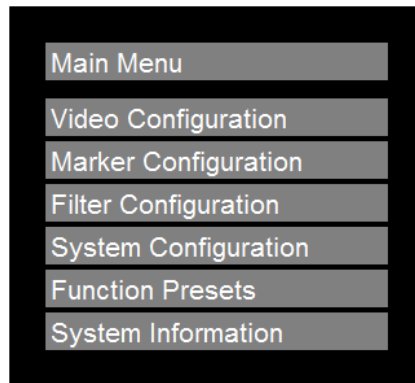 Main Menu
Video Configuration
Marker Configuration
Filter Configuration
System Configuration
Function Presets
System Information